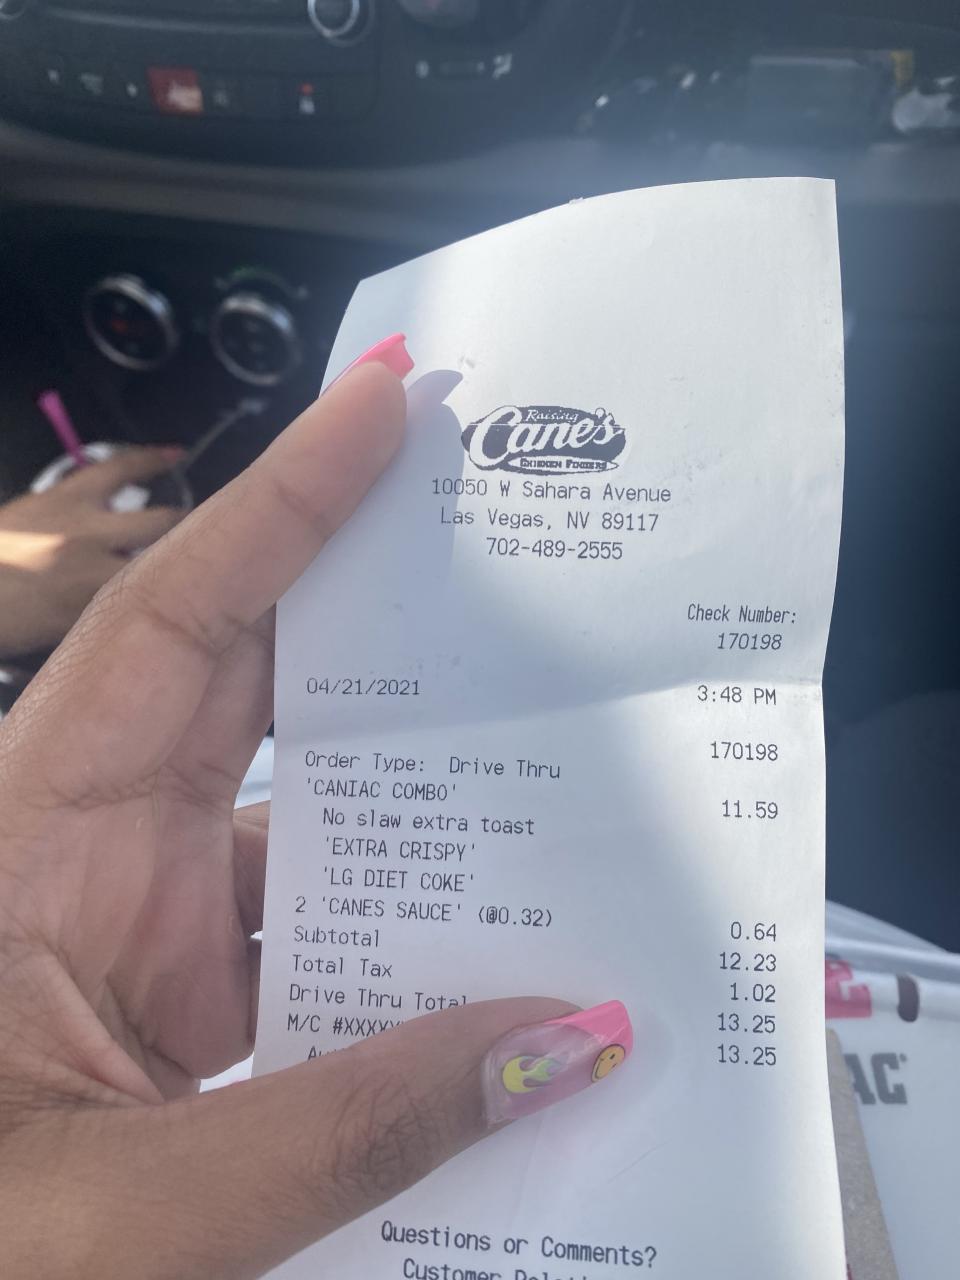 Raising
Cane's
CHICKEN FINGERS
10050 W Sahara Avenue
Las Vegas, NV 89117
702-489-2555
Check Number:
170198
04/21/2021 3:48 PM
170198
Order Type: Drive Thru
'CANIAC COMBO' 11.59
No slaw extra toast
'EXTRA CRISPY'
'LG DIET COKE'
2 'CANES SAUCE' (@0.32) 0.64
Subtotal 12.23
Total Tax 1.02
Drive Thru Total 13.25
M/C #XXXXX 13.25
Questions or Comments?
Customer